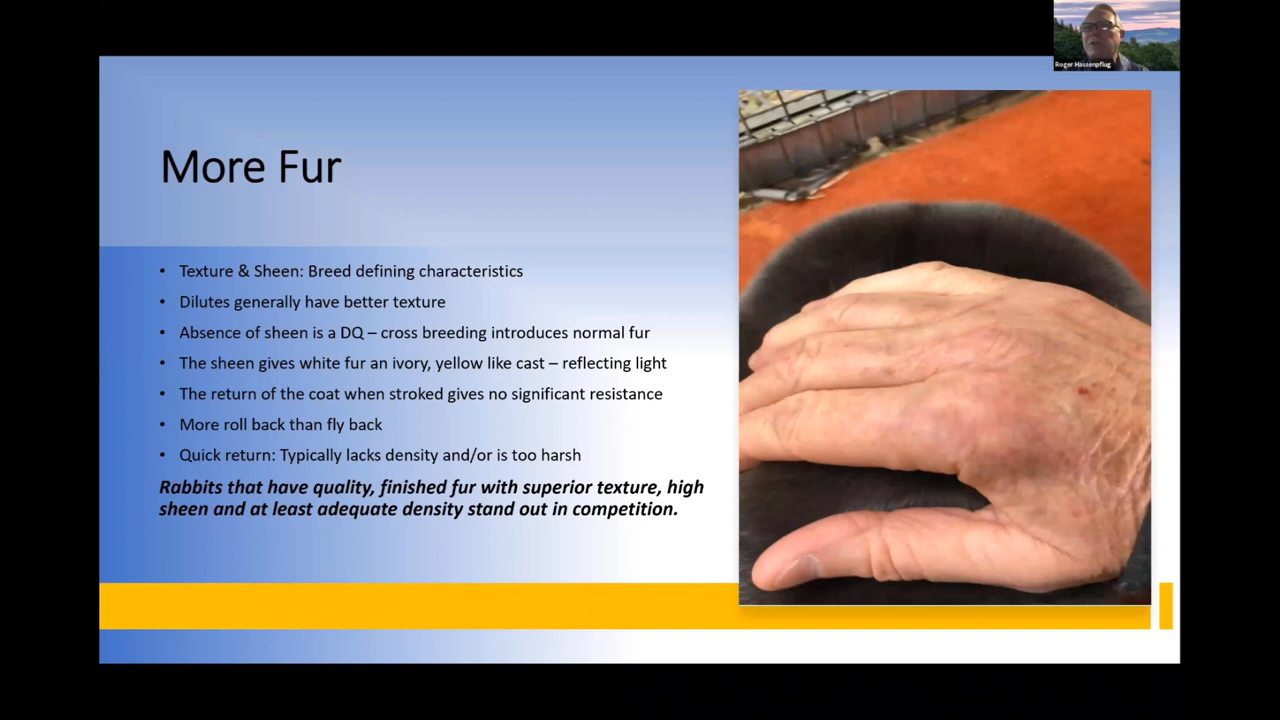 Roger Hassenpflug
More Fur
• Texture & Sheen: Breed defining characteristics
• Dilutes generally have better texture
• Absence of sheen is a DQ – cross breeding introduces normal fur
• The sheen gives white fur an ivory, yellow like cast – reflecting light
• The return of the coat when stroked gives no significant resistance
• More roll back than fly back
• Quick return: Typically lacks density and/or is too harsh
Rabbits that have quality, finished fur with superior texture, high
sheen and at least adequate density stand out in competition.